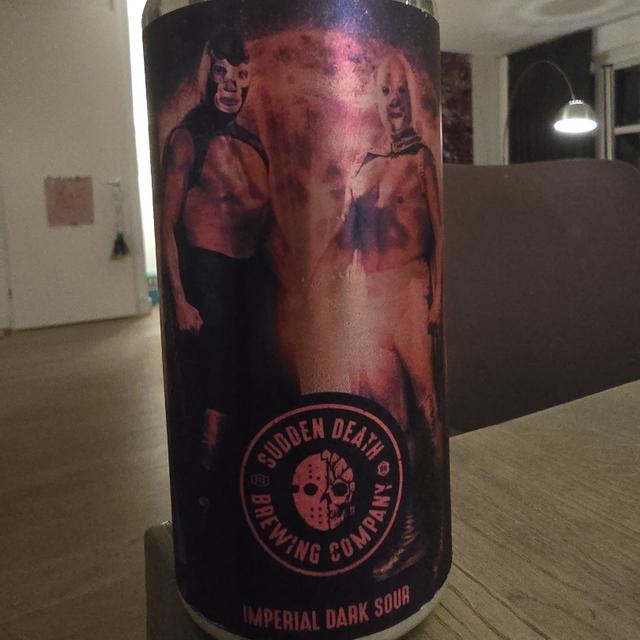 SUDDEN DEATH
BREWING COMPANY
IMPERIAL DARK SOUR